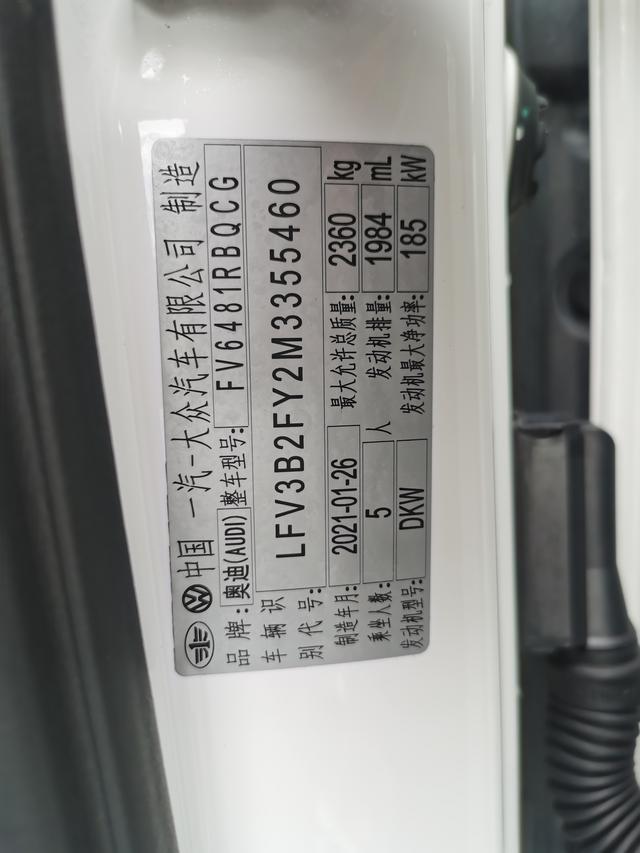 中国 一汽-大众汽车有限公司 制造
品牌: 奥迪(AUDI) 整车型号: FV6481RBQCG
车辆识别代号: LFV3B2FY2M3355460
制造年月: 2021-01-26 最大允许总质量: 2360 kg
乘坐人数: 5 人 发动机排量: 1984 mL
发动机型号: DKW 发动机最大净功率: 185 kW